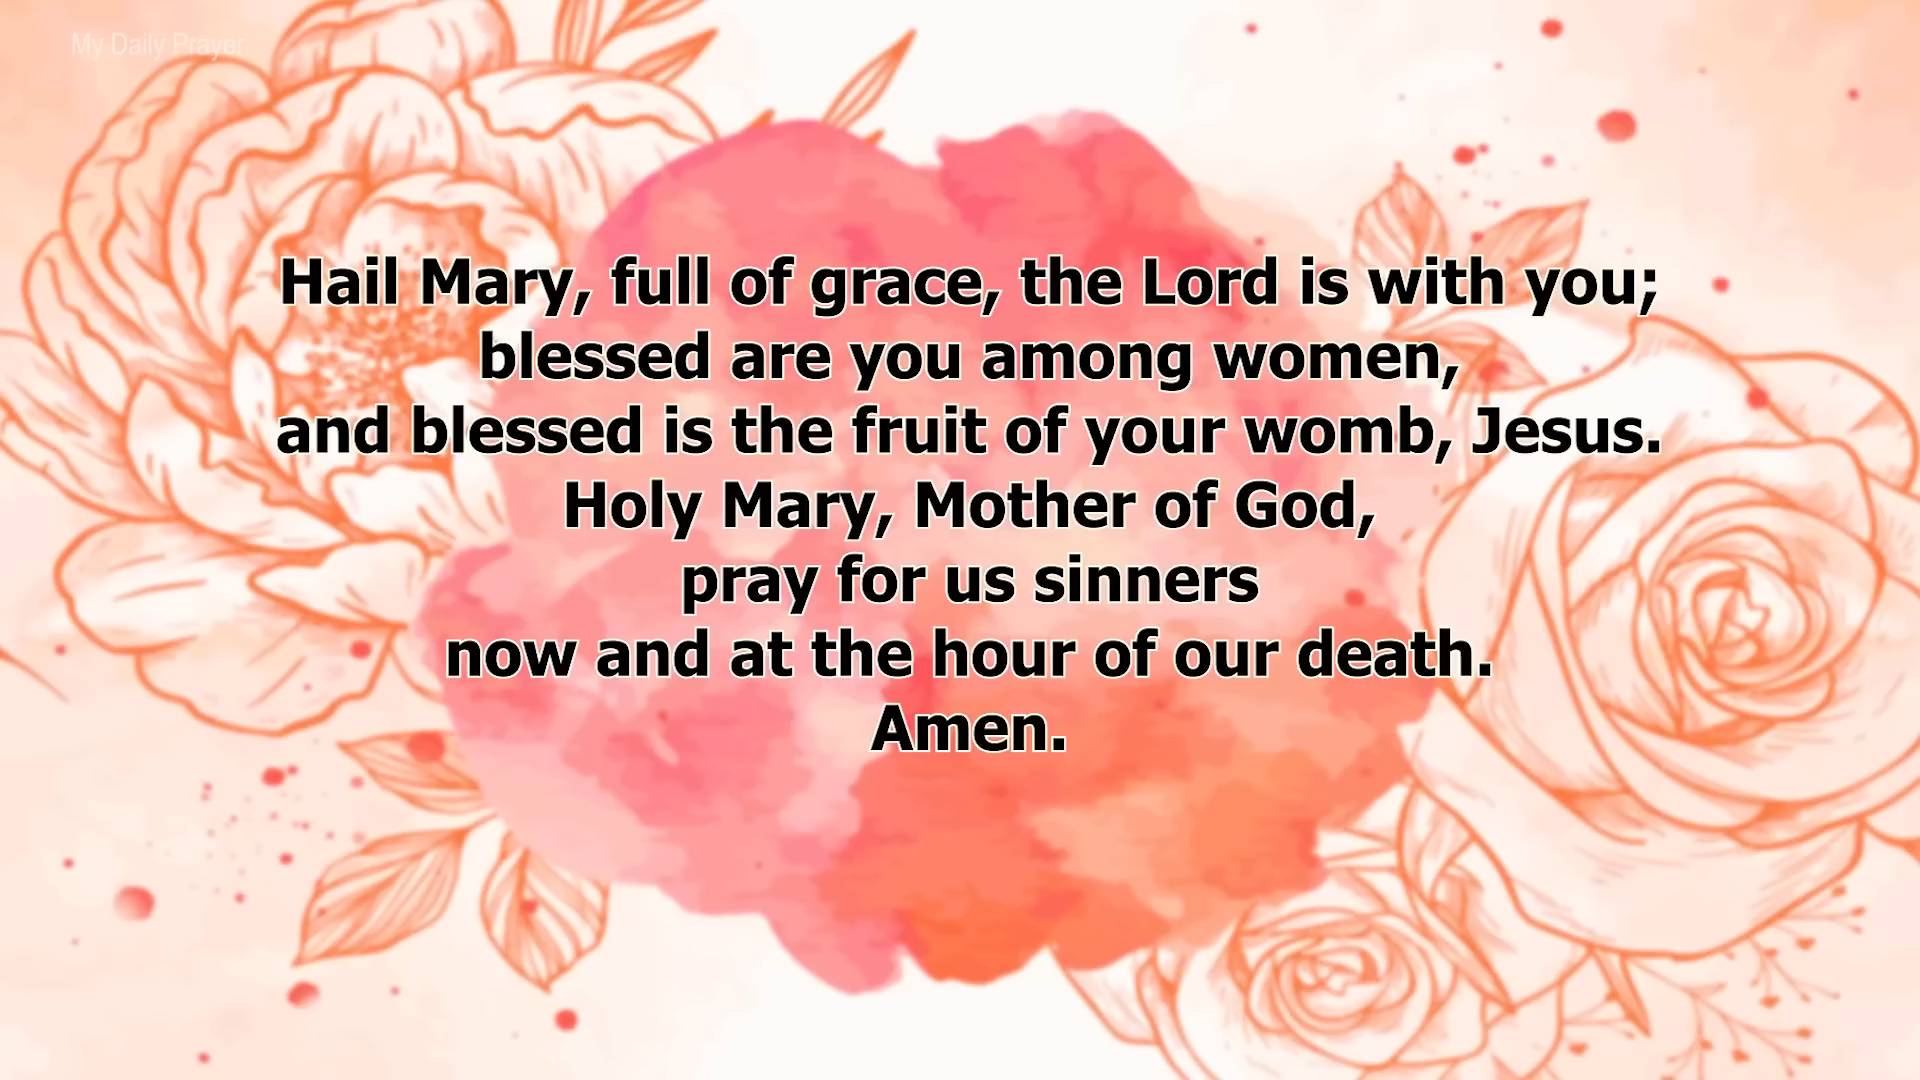 My Daily Prayer
Hail Mary, full of grace, the Lord is with you;
blessed are you among women,
and blessed is the fruit of your womb, Jesus.
Holy Mary, Mother of God,
pray for us sinners
now and at the hour of our death.
Amen.